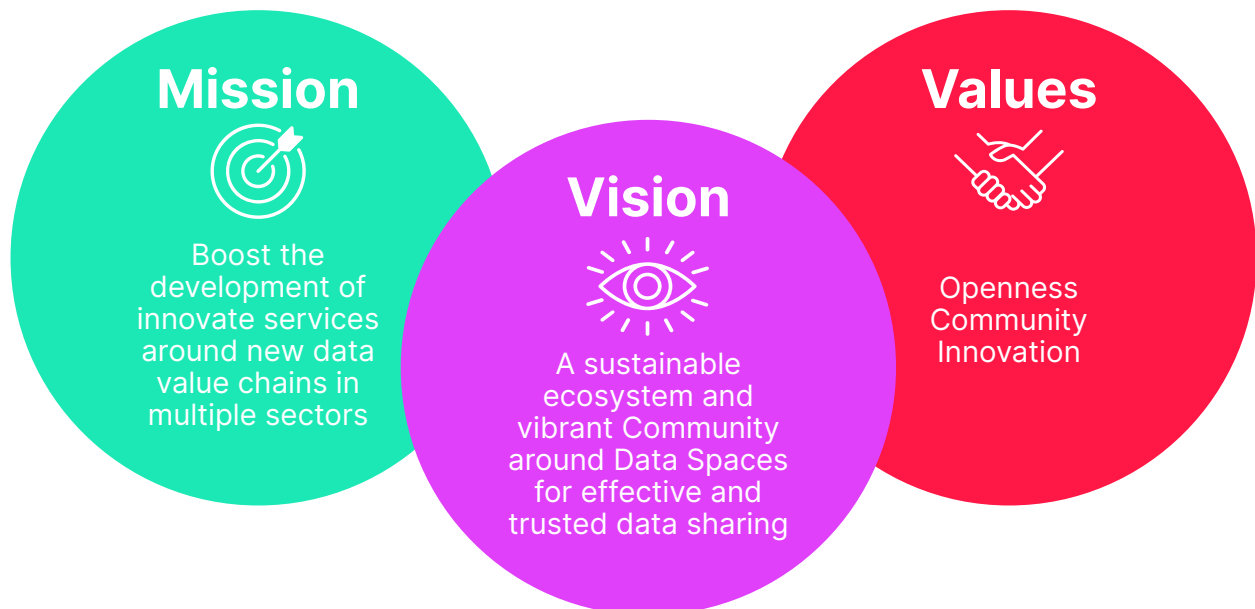 Mission
Boost the
development of
innovate services
around new data
value chains in
multiple sectors
Vision
A sustainable
ecosystem and
vibrant Community
around Data Spaces
for effective and
trusted data sharing
Values
Openness
Community
Innovation